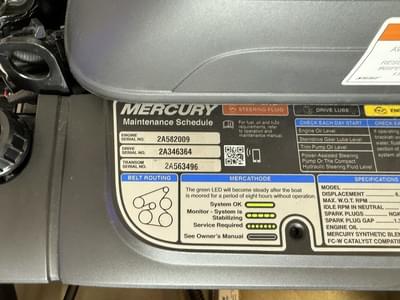 MERCURY
Maintenance Schedule
STEERING FLUID
DRIVE LUBE
ENGINE
SERIAL NO.
2A582009
DRIVE
SERIAL NO.
2A346364
TRANSOM
SERIAL NO.
2A563496
For fuel, oil and lube
requirements, refer
to operation and
maintenance manual.
CHECK EACH DAY START
Engine Oil Level
Sterndrive Gear Lube Level
Trim Pump Oil Level
Power-Assisted Steering
Pump Or The Compact
Hydraulic Steering Fluid Level
If operating
BELT ROUTING
MERCATHODE
The green LED will become steady after the boat
is moored for a period of eight hours without operation.
System OK
Monitor - System is
Stabilizing
Service Required
See Owner's Manual
SPECIFICATIONS
MODEL
DISPLACEMENT
MAX. W.O.T. RPM
IDLE RPM IN NEUTRAL
SPARK PLUGS
SPARK PLUG GAP
ENGINE OIL
MERCURY SYNTHETIC BLE
FC-W CATALYST COMPATIB